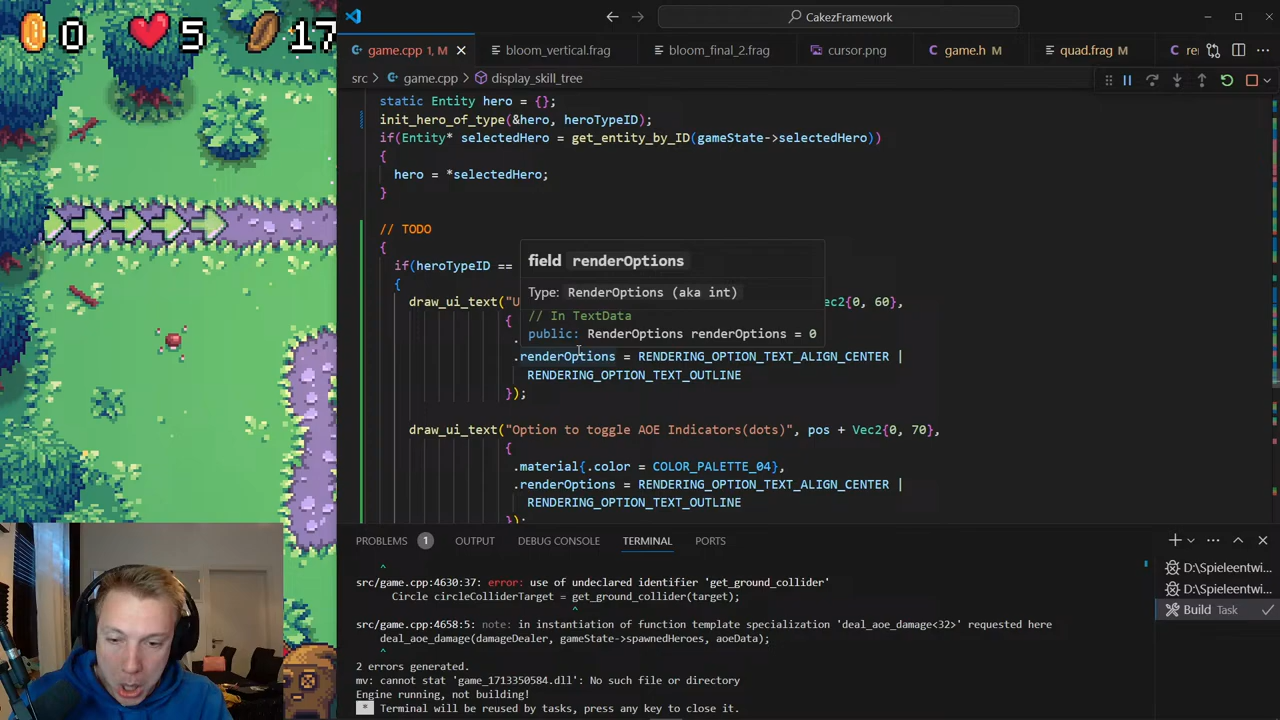 0 5 17
CakezFramework
game.cpp 1, M
bloom_vertical.frag
bloom_final_2.frag
cursor.png
game.h M
quad.frag M
src > game.cpp > display_skill_tree
static Entity hero = {};
init_hero_of_type(&hero, heroTypeID);
if(Entity* selectedHero = get_entity_by_ID(gameState->selectedHero))
{
hero = *selectedHero;
}
// TODO
{
if(heroTypeID ==
{
draw_ui_text("U
Vec2{0, 60},
{
field renderOptions
Type: RenderOptions (aka int)
// In TextData
public: RenderOptions renderOptions = 0
.renderOptions = RENDERING_OPTION_TEXT_ALIGN_CENTER |
RENDERING_OPTION_TEXT_OUTLINE
});
draw_ui_text("Option to toggle AOE Indicators(dots)", pos + Vec2{0, 70},
{
.material{.color = COLOR_PALETTE_04},
.renderOptions = RENDERING_OPTION_TEXT_ALIGN_CENTER |
RENDERING_OPTION_TEXT_OUTLINE
});
PROBLEMS 1 OUTPUT DEBUG CONSOLE TERMINAL PORTS
^
src/game.cpp:4630:37: error: use of undeclared identifier 'get_ground_collider'
Circle circleColliderTarget = get_ground_collider(target);
^
src/game.cpp:4658:5: note: in instantiation of function template specialization 'deal_aoe_damage<32>' requested here
deal_aoe_damage(damageDealer, gameState->spawnedHeroes, aoeData);
^
2 errors generated.
mv: cannot stat 'game_1713350584.dll': No such file or directory
Engine running, not building!
* Terminal will be reused by tasks, press any key to close it.
D:\Spieleentwi...
D:\Spieleentwi...
Build Task